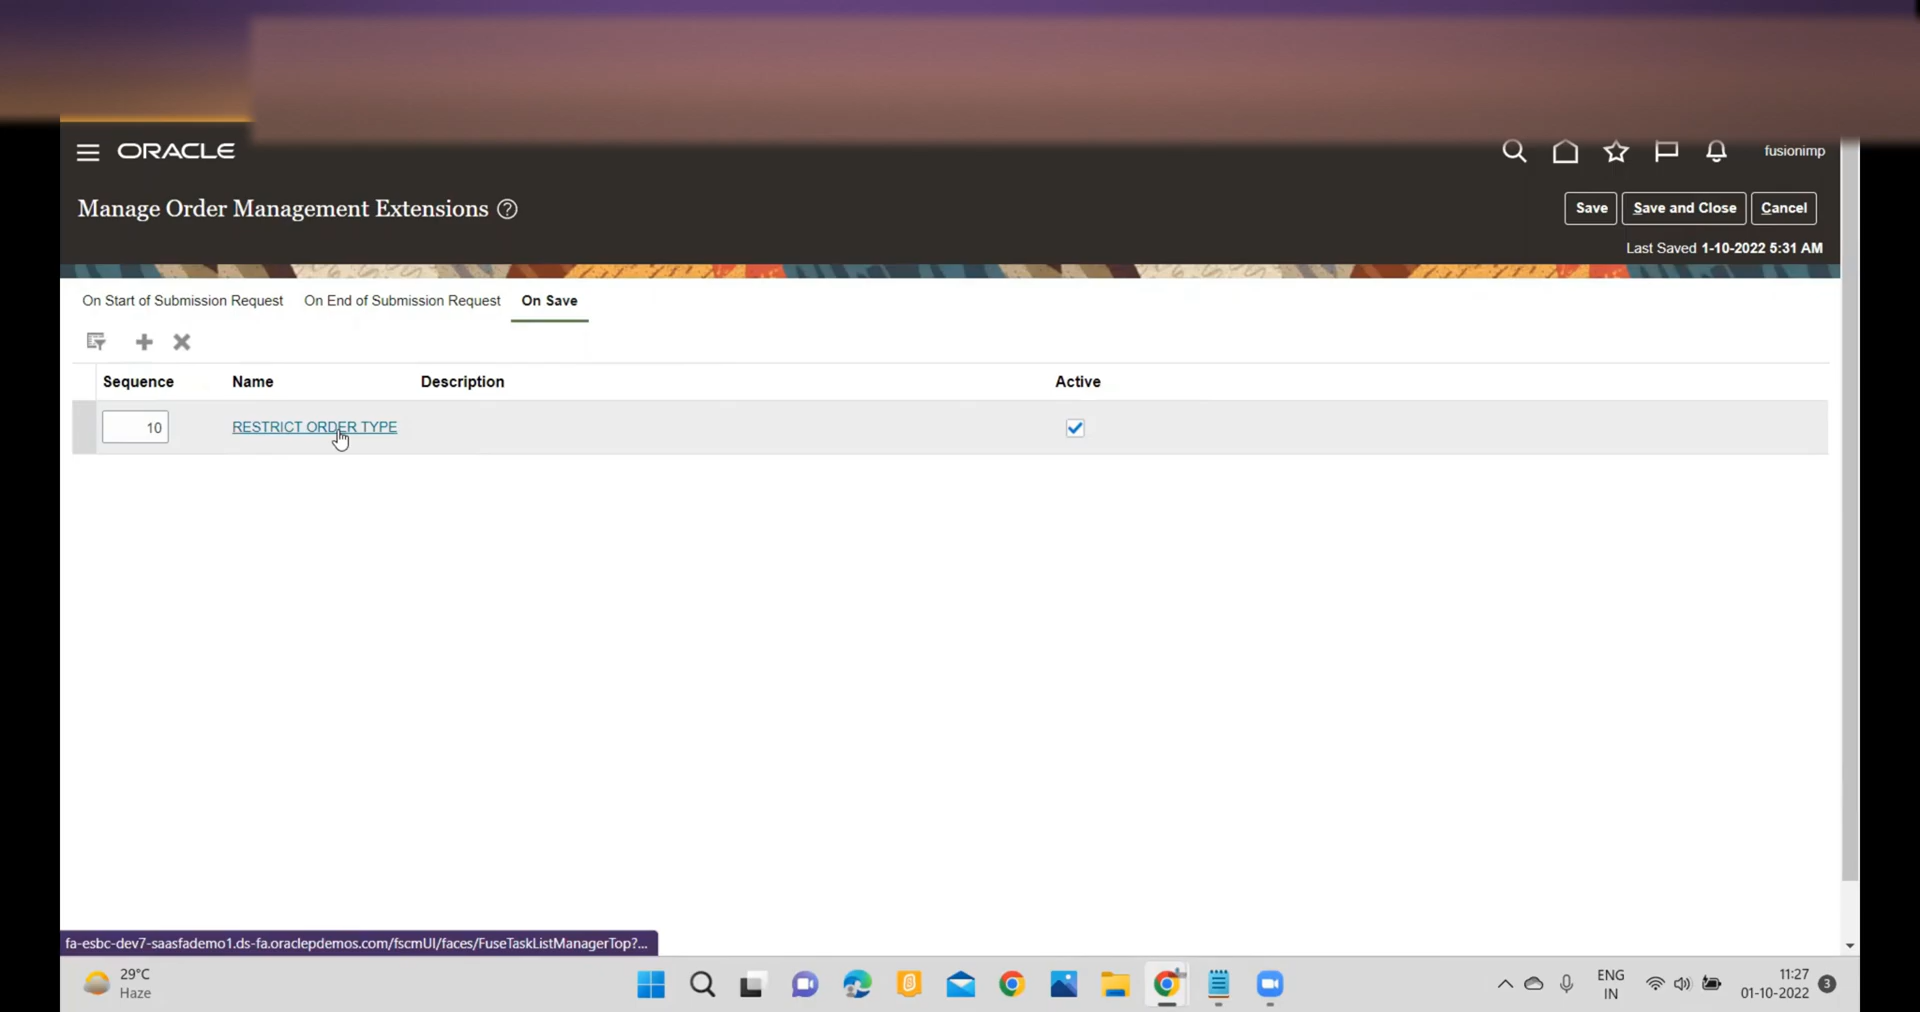 ORACLE
fusionimp
Manage Order Management Extensions
Save
Save and Close
Cancel
Last Saved 1-10-2022 5:31 AM
On Start of Submission Request
On End of Submission Request
On Save
Sequence
Name
Description
Active
10
RESTRICT ORDER TYPE
fa-esbc-dev7-saasfademo1.ds-fa.oraclepdemos.com/fscmUI/faces/FuseTaskListManagerTop?...
29°C
Haze
ENG
IN
11:27
01-10-2022
3